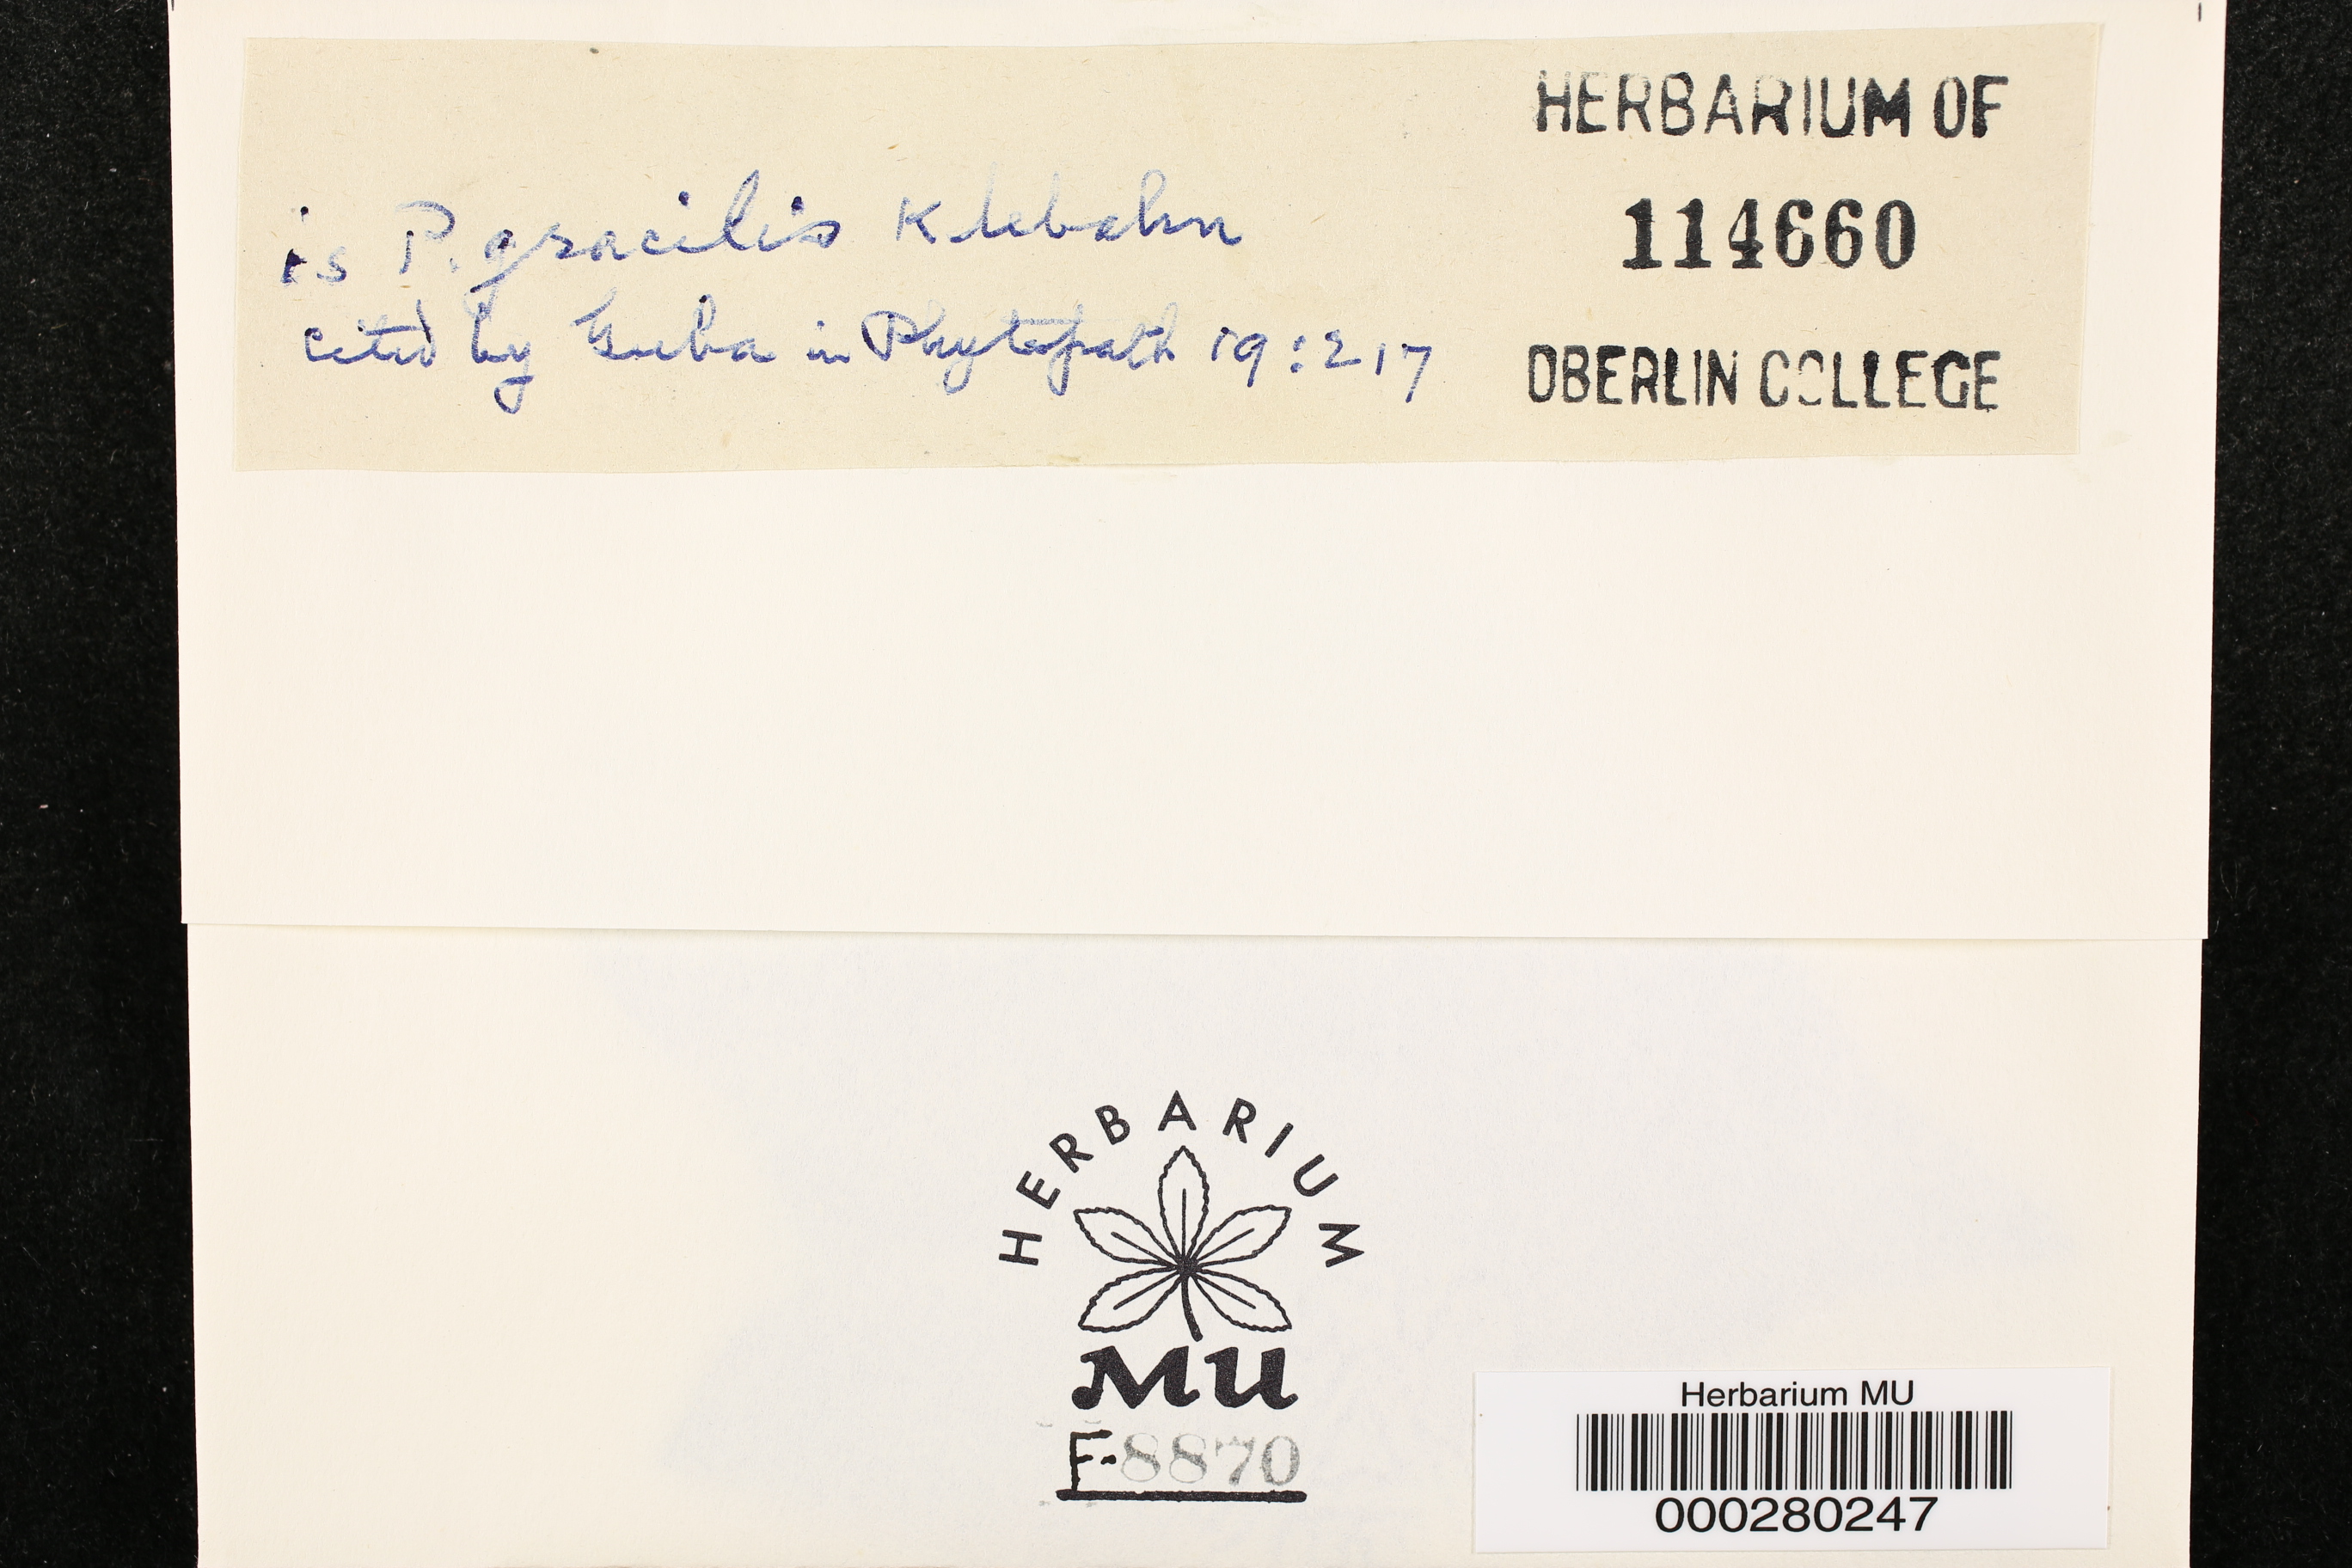 HERBARIUM OF
114660
OBERLIN COLLEGE
is P. gracilis Klebahn
cited by Guba in Phytopath 19:217
HERBARIUM
MU
F-8870
Herbarium MU
000280247